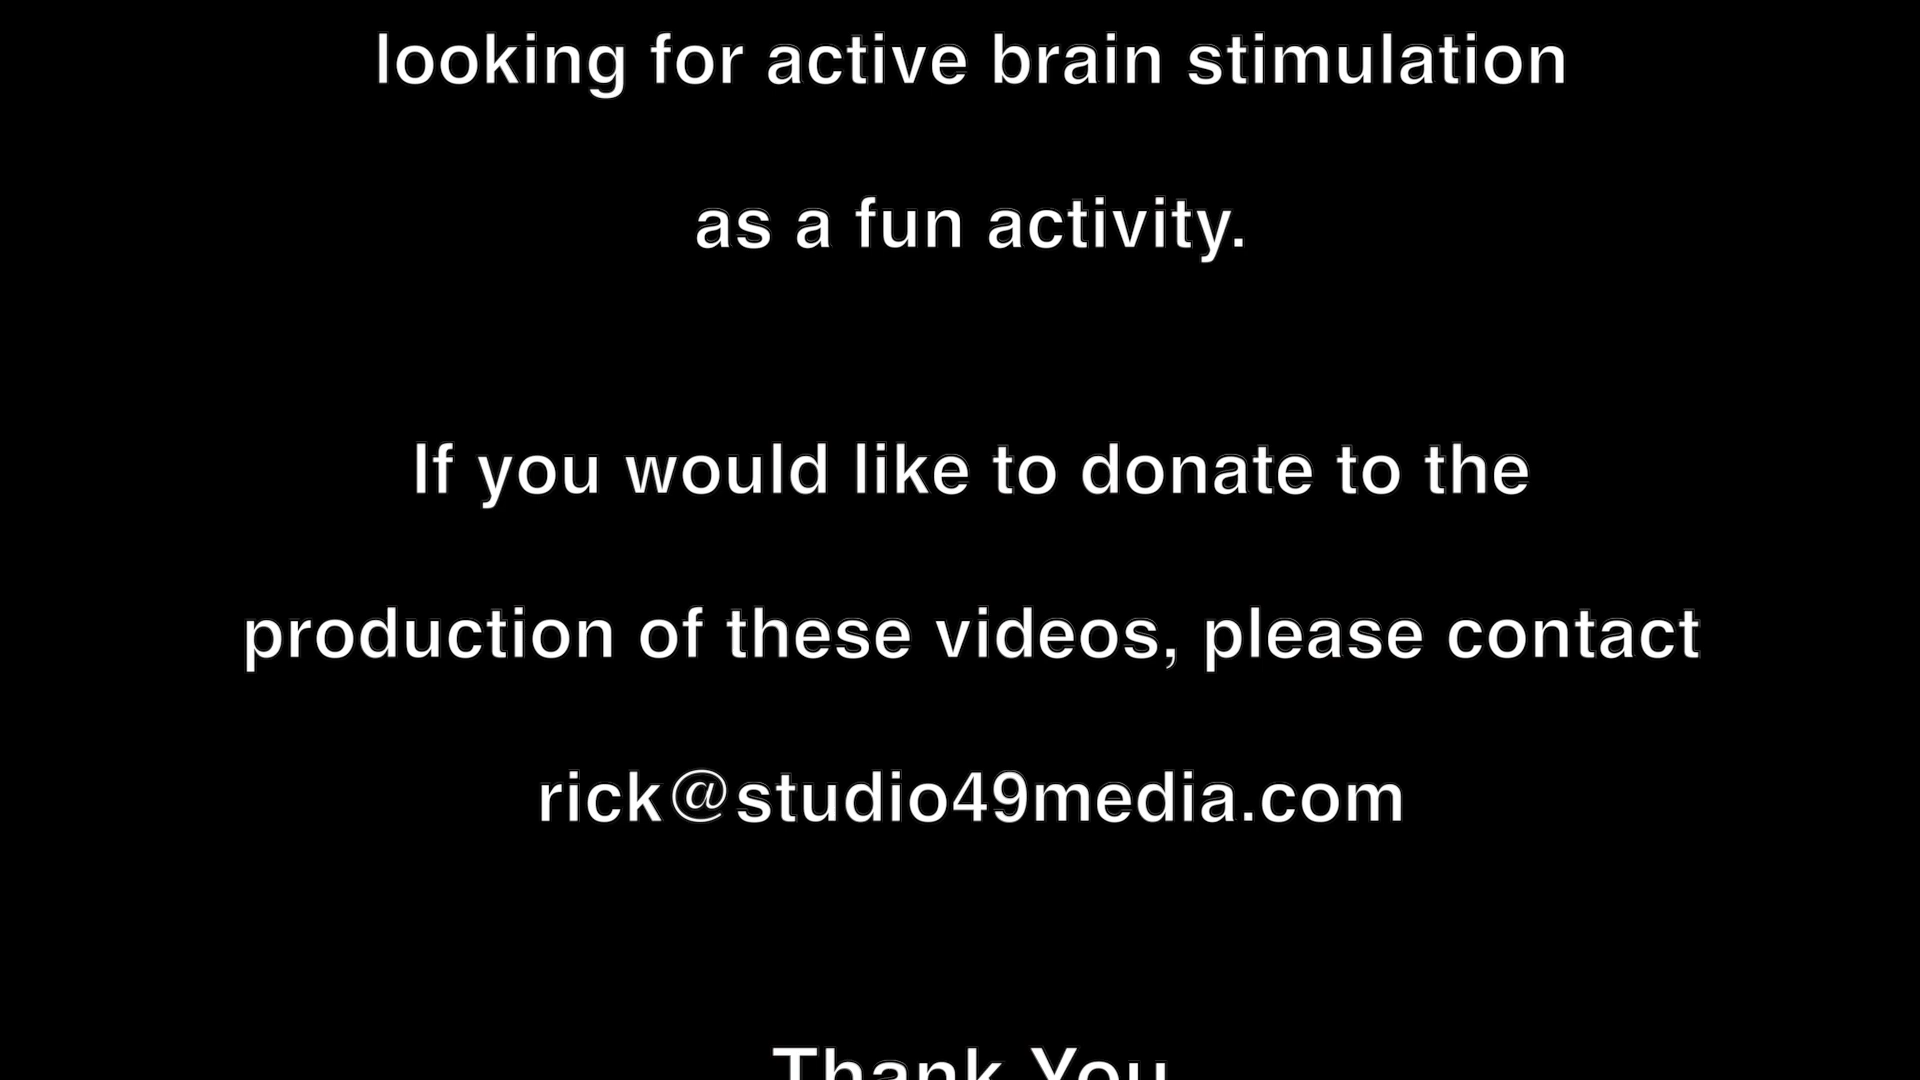 looking for active brain stimulation
as a fun activity.
If you would like to donate to the
production of these videos, please contact
rick@studio49media.com
Thank You